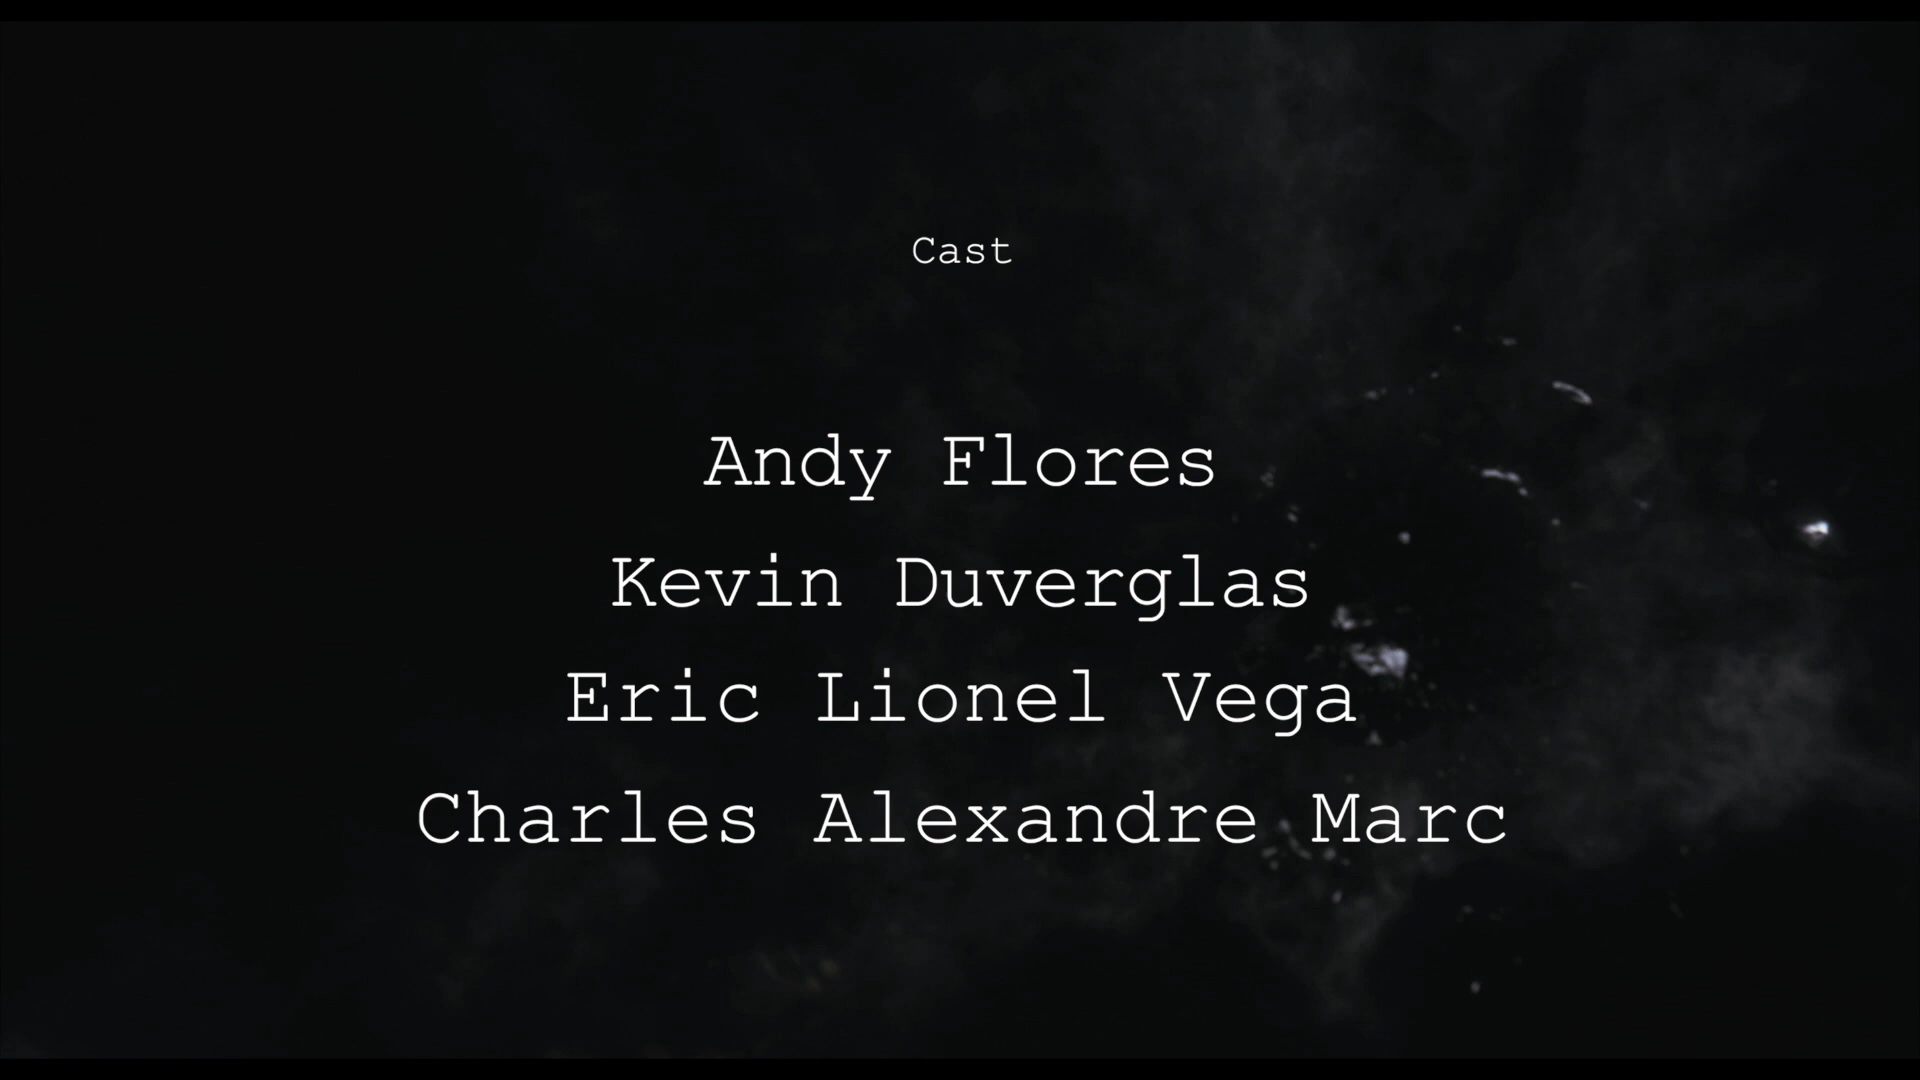 Cast
Andy Flores
Kevin Duverglas
Eric Lionel Vega
Charles Alexandre Marc